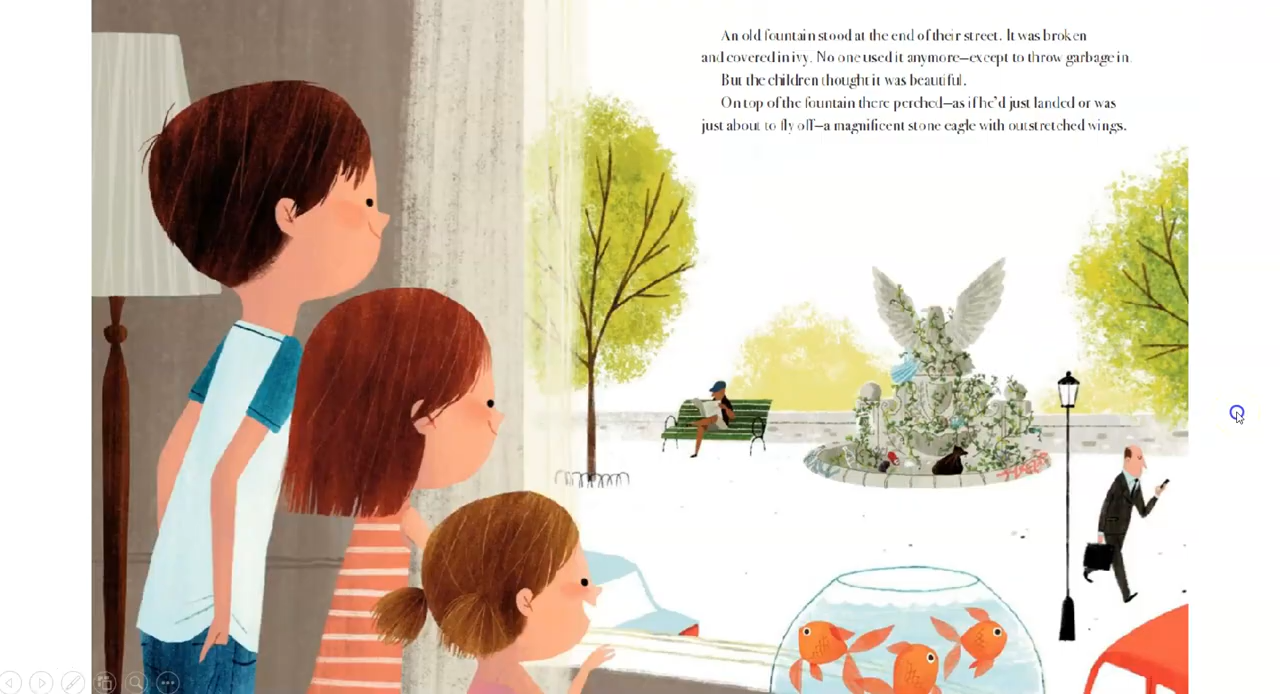 An old fountain stood at the end of their street. It was broken
and covered in ivy. No one used it anymore—except to throw garbage in.
But the children thought it was beautiful.
On top of the fountain there perched—as if he'd just landed or was
just about to fly off—a magnificent stone eagle with outstretched wings.